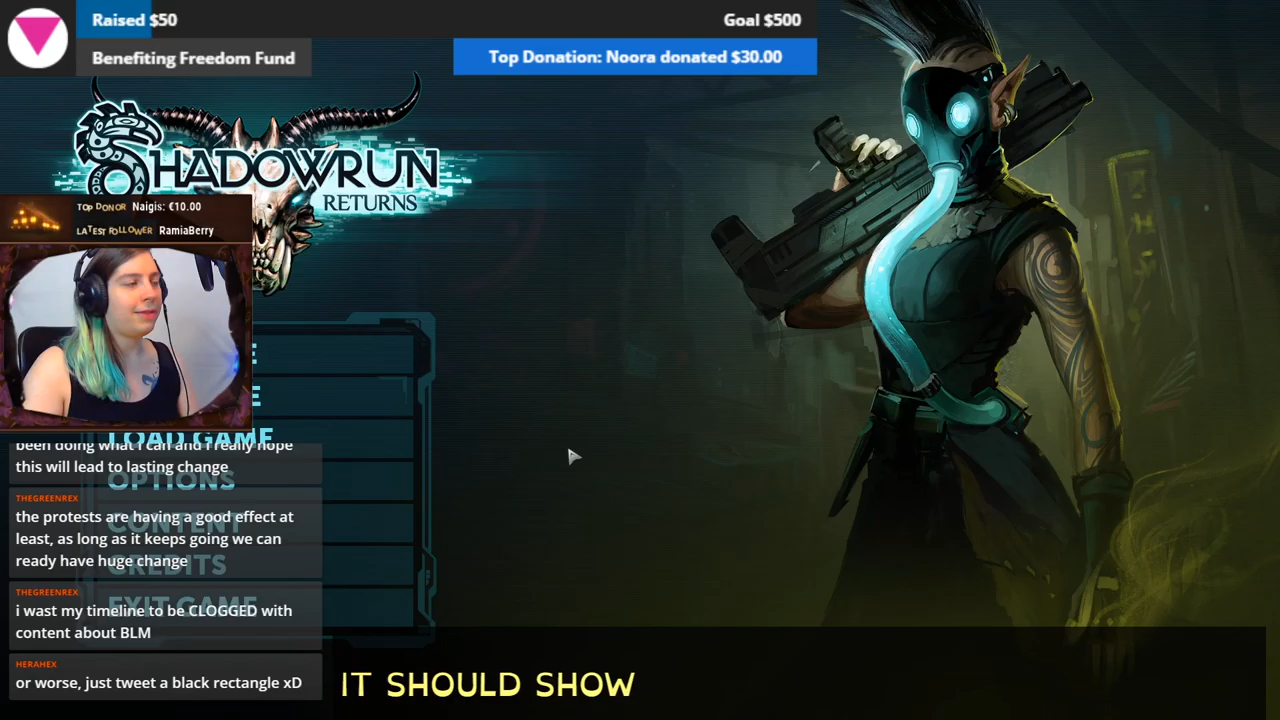 Raised $50
Goal $500
Benefiting Freedom Fund
Top Donation: Noora donated $30.00
SHADOWRUN
RETURNS
TOP DONOR Naigis: €10.00
LATEST FOLLOWER RamiaBerry
E
E
LOAD GAME
OPTIONS
CONTENT
CREDITS
EXIT GAME
been doing what I can and I really hope
this will lead to lasting change
THEGREENREX
the protests are having a good effect at
least, as long as it keeps going we can
ready have huge change
THEGREENREX
i wast my timeline to be CLOGGED with
content about BLM
HERAHEX
or worse, just tweet a black rectangle xD
IT SHOULD SHOW